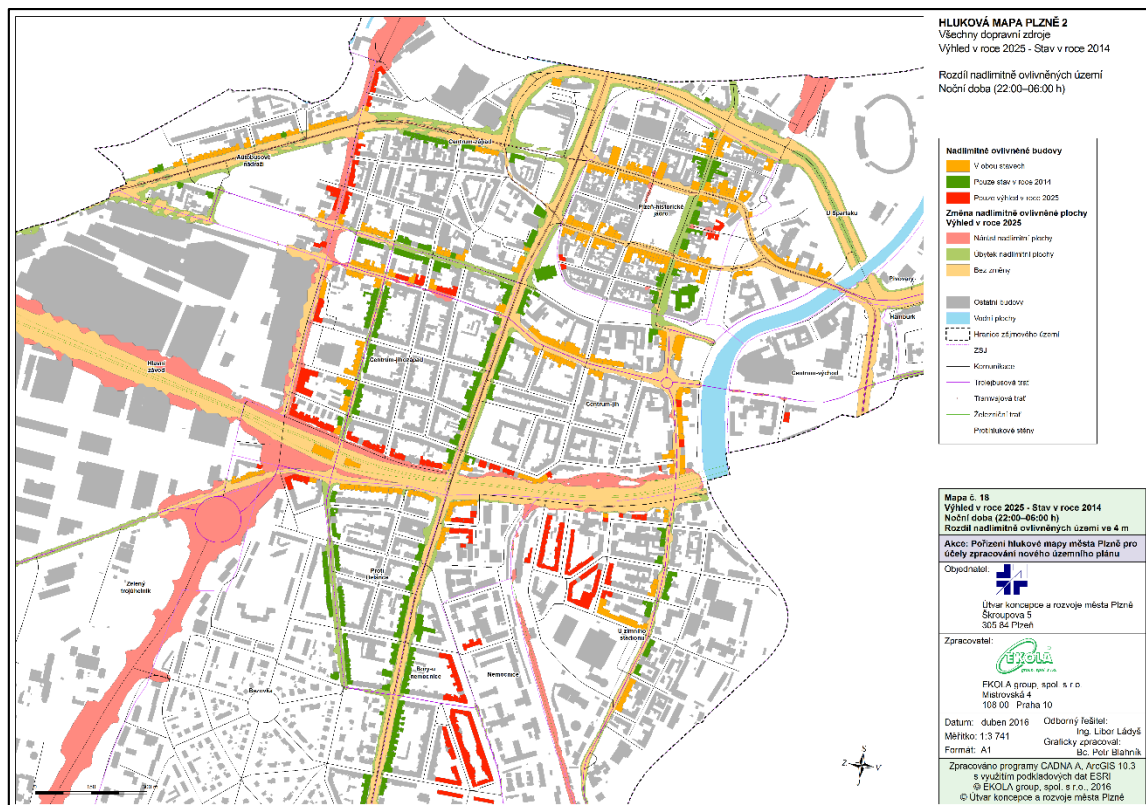 HLUKOVÁ MAPA PLZNĚ 2
Všechny dopravní zdroje
Výhled v roce 2025 - Stav v roce 2014
Rozdíl nadlimitně ovlivněných území
Noční doba (22:00–06:00 h)
Nadlimitně ovlivněné budovy
V obou stavech
Pouze stav v roce 2014
Pouze výhled v roce 2025
Změna nadlimitně ovlivněné plochy
Výhled v roce 2025
Nárůst nadlimitní plochy
Úbytek nadlimitní plochy
Bez změny
Ostatní budovy
Vodní plochy
Hranice zájmového území
ZSJ
Komunikace
Trolejbusová trať
Tramvajová trať
Železniční trať
Protihlukové stěny
Autobusové
nádraží
Centrum-západ
Plzeň-historické
jádro
U Spartaku
Hlavní
závod
Centrum-jihozápad
Centrum-jih
Centrum-východ
Zelený
trojúhelník
Proti
U zimního
stadionu
Bory-u
nemocnice
Nemocnice
S
Z
V
Mapa č. 18
Výhled v roce 2025 - Stav v roce 2014
Noční doba (22:00–06:00 h)
Rozdíl nadlimitně ovlivněných území ve 4 m
Akce: Pořízení hlukové mapy města Plzně pro
účely zpracování nového územního plánu
Objednatel:
Útvar koncepce a rozvoje města Plzně
Škroupova 5
305 84 Plzeň
Zpracovatel:
EKOLA
group, spol. s r.o.
EKOLA group, spol. s r.o
Mistrovská 4
108 00 Praha 10
Datum: duben 2016
Odborný řešitel:
Ing. Libor Ládyš
Měřítko: 1:3 741
Graficky zpracoval:
Formát: A1
Bc. Petr Blahník
Zpracováno programy CADNA A, ArcGIS 10.3
s využitím podkladových dat ESRI
© EKOLA group, spol. s r.o., 2016
© Útvar koncepce a rozvoje města Plzně